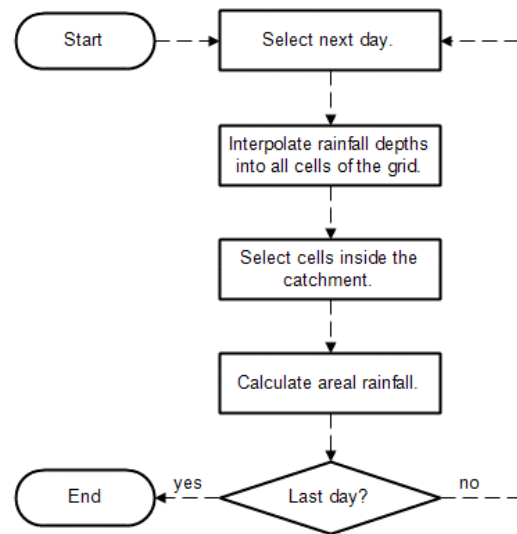 Start
Select next day.
Interpolate rainfall depths
into all cells of the grid.
Select cells inside the
catchment.
Calculate areal rainfall.
End
yes
Last day?
no